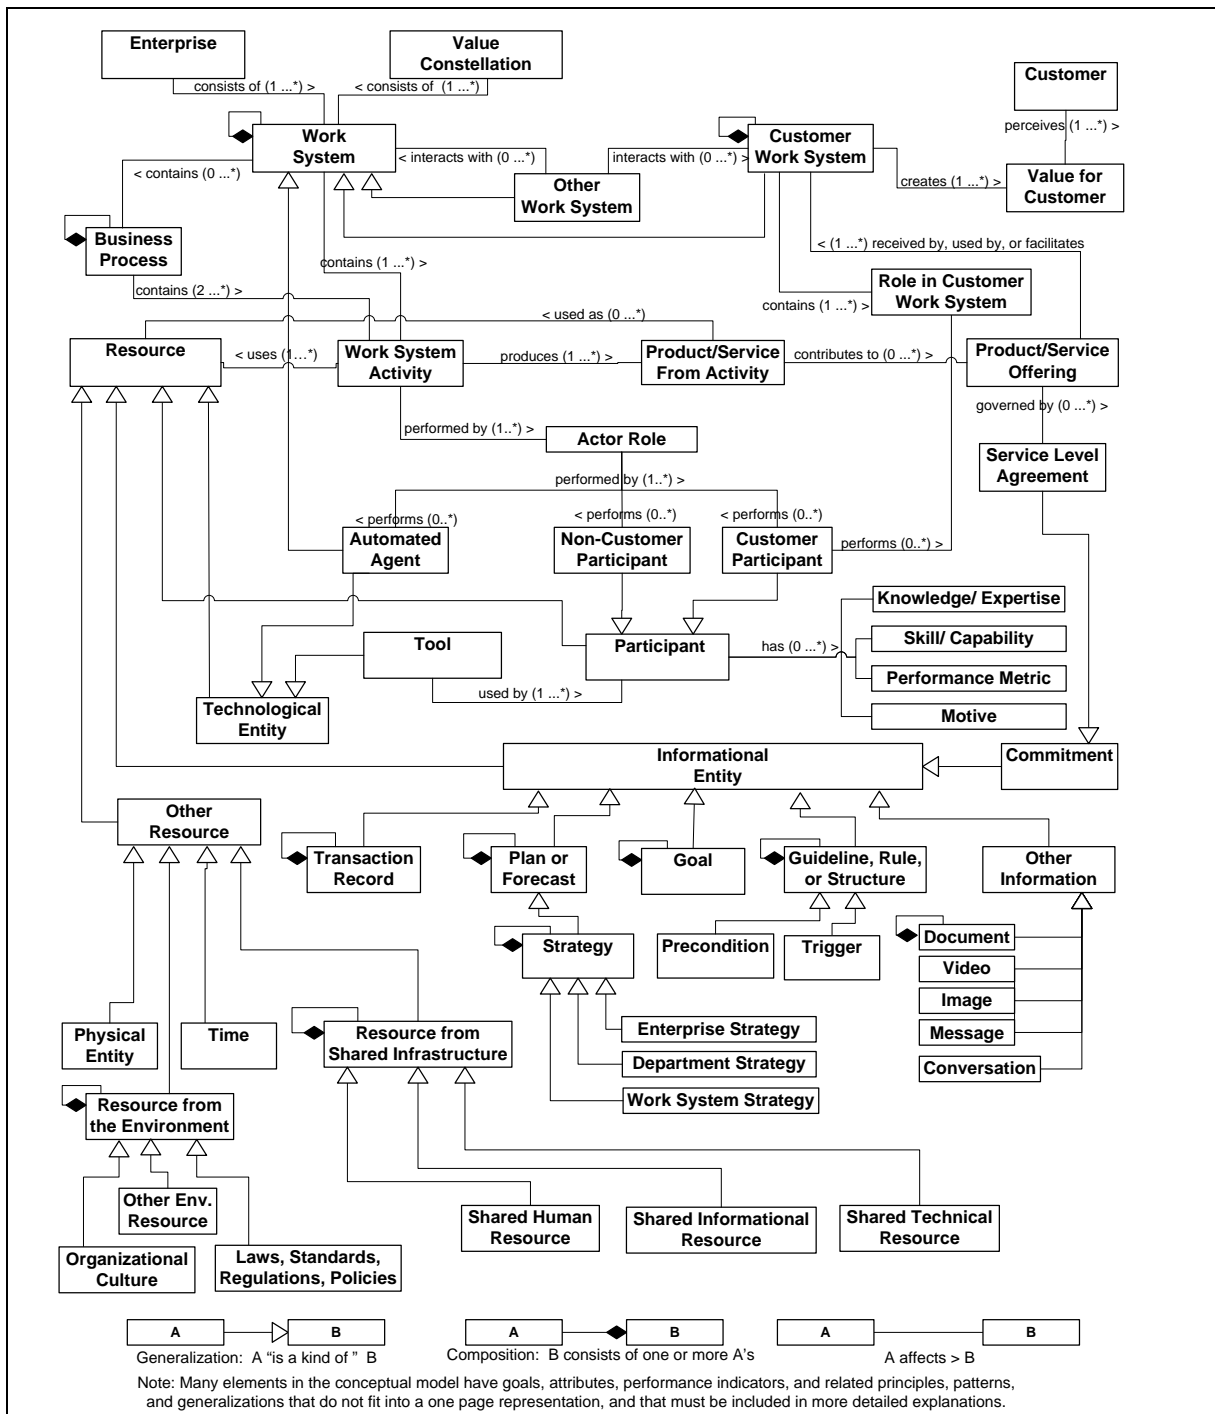 Enterprise
Value
Constellation
Customer
consists of (1 ...*) >
< consists of  (1 ...*)
perceives (1 ...*) >
Work
System
Customer
Work System
< interacts with (0 ...*)
interacts with (0 ...*) >
< contains (0 ...*)
Other
Work System
creates (1 ...*) >
Value for
Customer
Business
Process
< (1 ...*) received by, used by, or facilitates
contains (1 ...*) >
contains (2 ...*) >
Role in Customer
Work System
contains (1 ...*) >
< used as (0 ...*)
Resource
< uses (1...*)
Work System
Activity
produces (1 ...*) >
Product/Service
From Activity
contributes to (0 ...*) >
Product/Service
Offering
governed by (0 ...*) >
performed by (1..*) >
Actor Role
Service Level
Agreement
performed by (1..*) >
< performs (0..*)
< performs (0..*)
< performs (0..*)
Automated
Agent
Non-Customer
Participant
Customer
Participant
performs (0..*) >
Knowledge/ Expertise
Tool
Participant
has (0 ...*) >
Skill/ Capability
Performance Metric
used by (1 ...*) >
Technological
Entity
Motive
Informational
Entity
Commitment
Other
Resource
Transaction
Record
Plan or
Forecast
Goal
Guideline, Rule,
or Structure
Other
Information
Strategy
Precondition
Trigger
Document
Video
Image
Message
Conversation
Physical
Entity
Time
Resource from
Shared Infrastructure
Enterprise Strategy
Department Strategy
Work System Strategy
Resource from
the Environment
Other Env.
Resource
Shared Human
Resource
Shared Informational
Resource
Shared Technical
Resource
Organizational
Culture
Laws, Standards,
Regulations, Policies
A
B
A
B
A
B
Generalization:  A “is a kind of ”  B
Composition:  B consists of one or more A’s
A affects > B
Note: Many elements in the conceptual model have goals, attributes, performance indicators, and related principles, patterns,
and generalizations that do not fit into a one page representation, and that must be included in more detailed explanations.